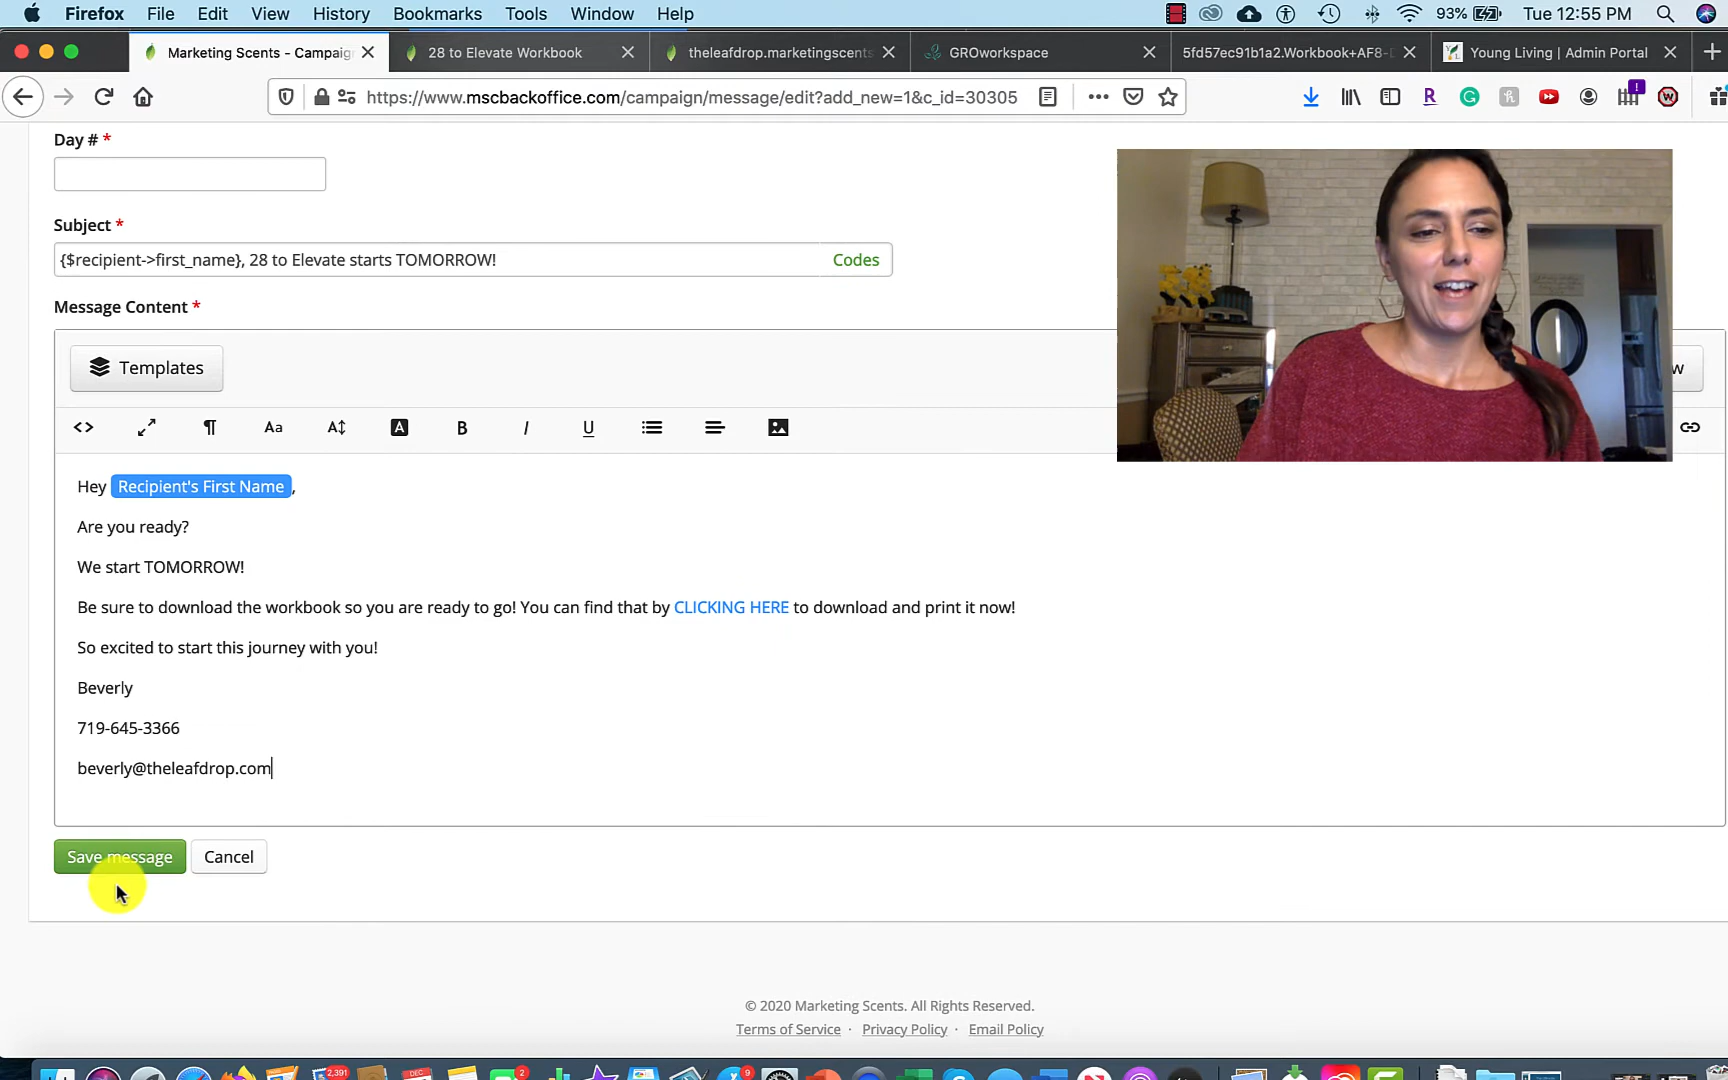 Firefox File Edit View History Bookmarks Tools Window Help 93% Tue 12:55 PM
Marketing Scents - Campaig 28 to Elevate Workbook theleafdrop.marketingscents GROworkspace 5fd57ec91b1a2.Workbook+AF8- Young Living | Admin Portal
https://www.mscbackoffice.com/campaign/message/edit?add_new=1&c_id=30305
Day # *
Subject *
{$recipient->first_name}, 28 to Elevate starts TOMORROW! Codes
Message Content *
Templates
Aa A B I U
Hey Recipient's First Name,
Are you ready?
We start TOMORROW!
Be sure to download the workbook so you are ready to go! You can find that by CLICKING HERE to download and print it now!
So excited to start this journey with you!
Beverly
719-645-3366
beverly@theleafdrop.com
Save message Cancel
© 2020 Marketing Scents. All Rights Reserved.
Terms of Service · Privacy Policy · Email Policy
2,391 DEC 2 9